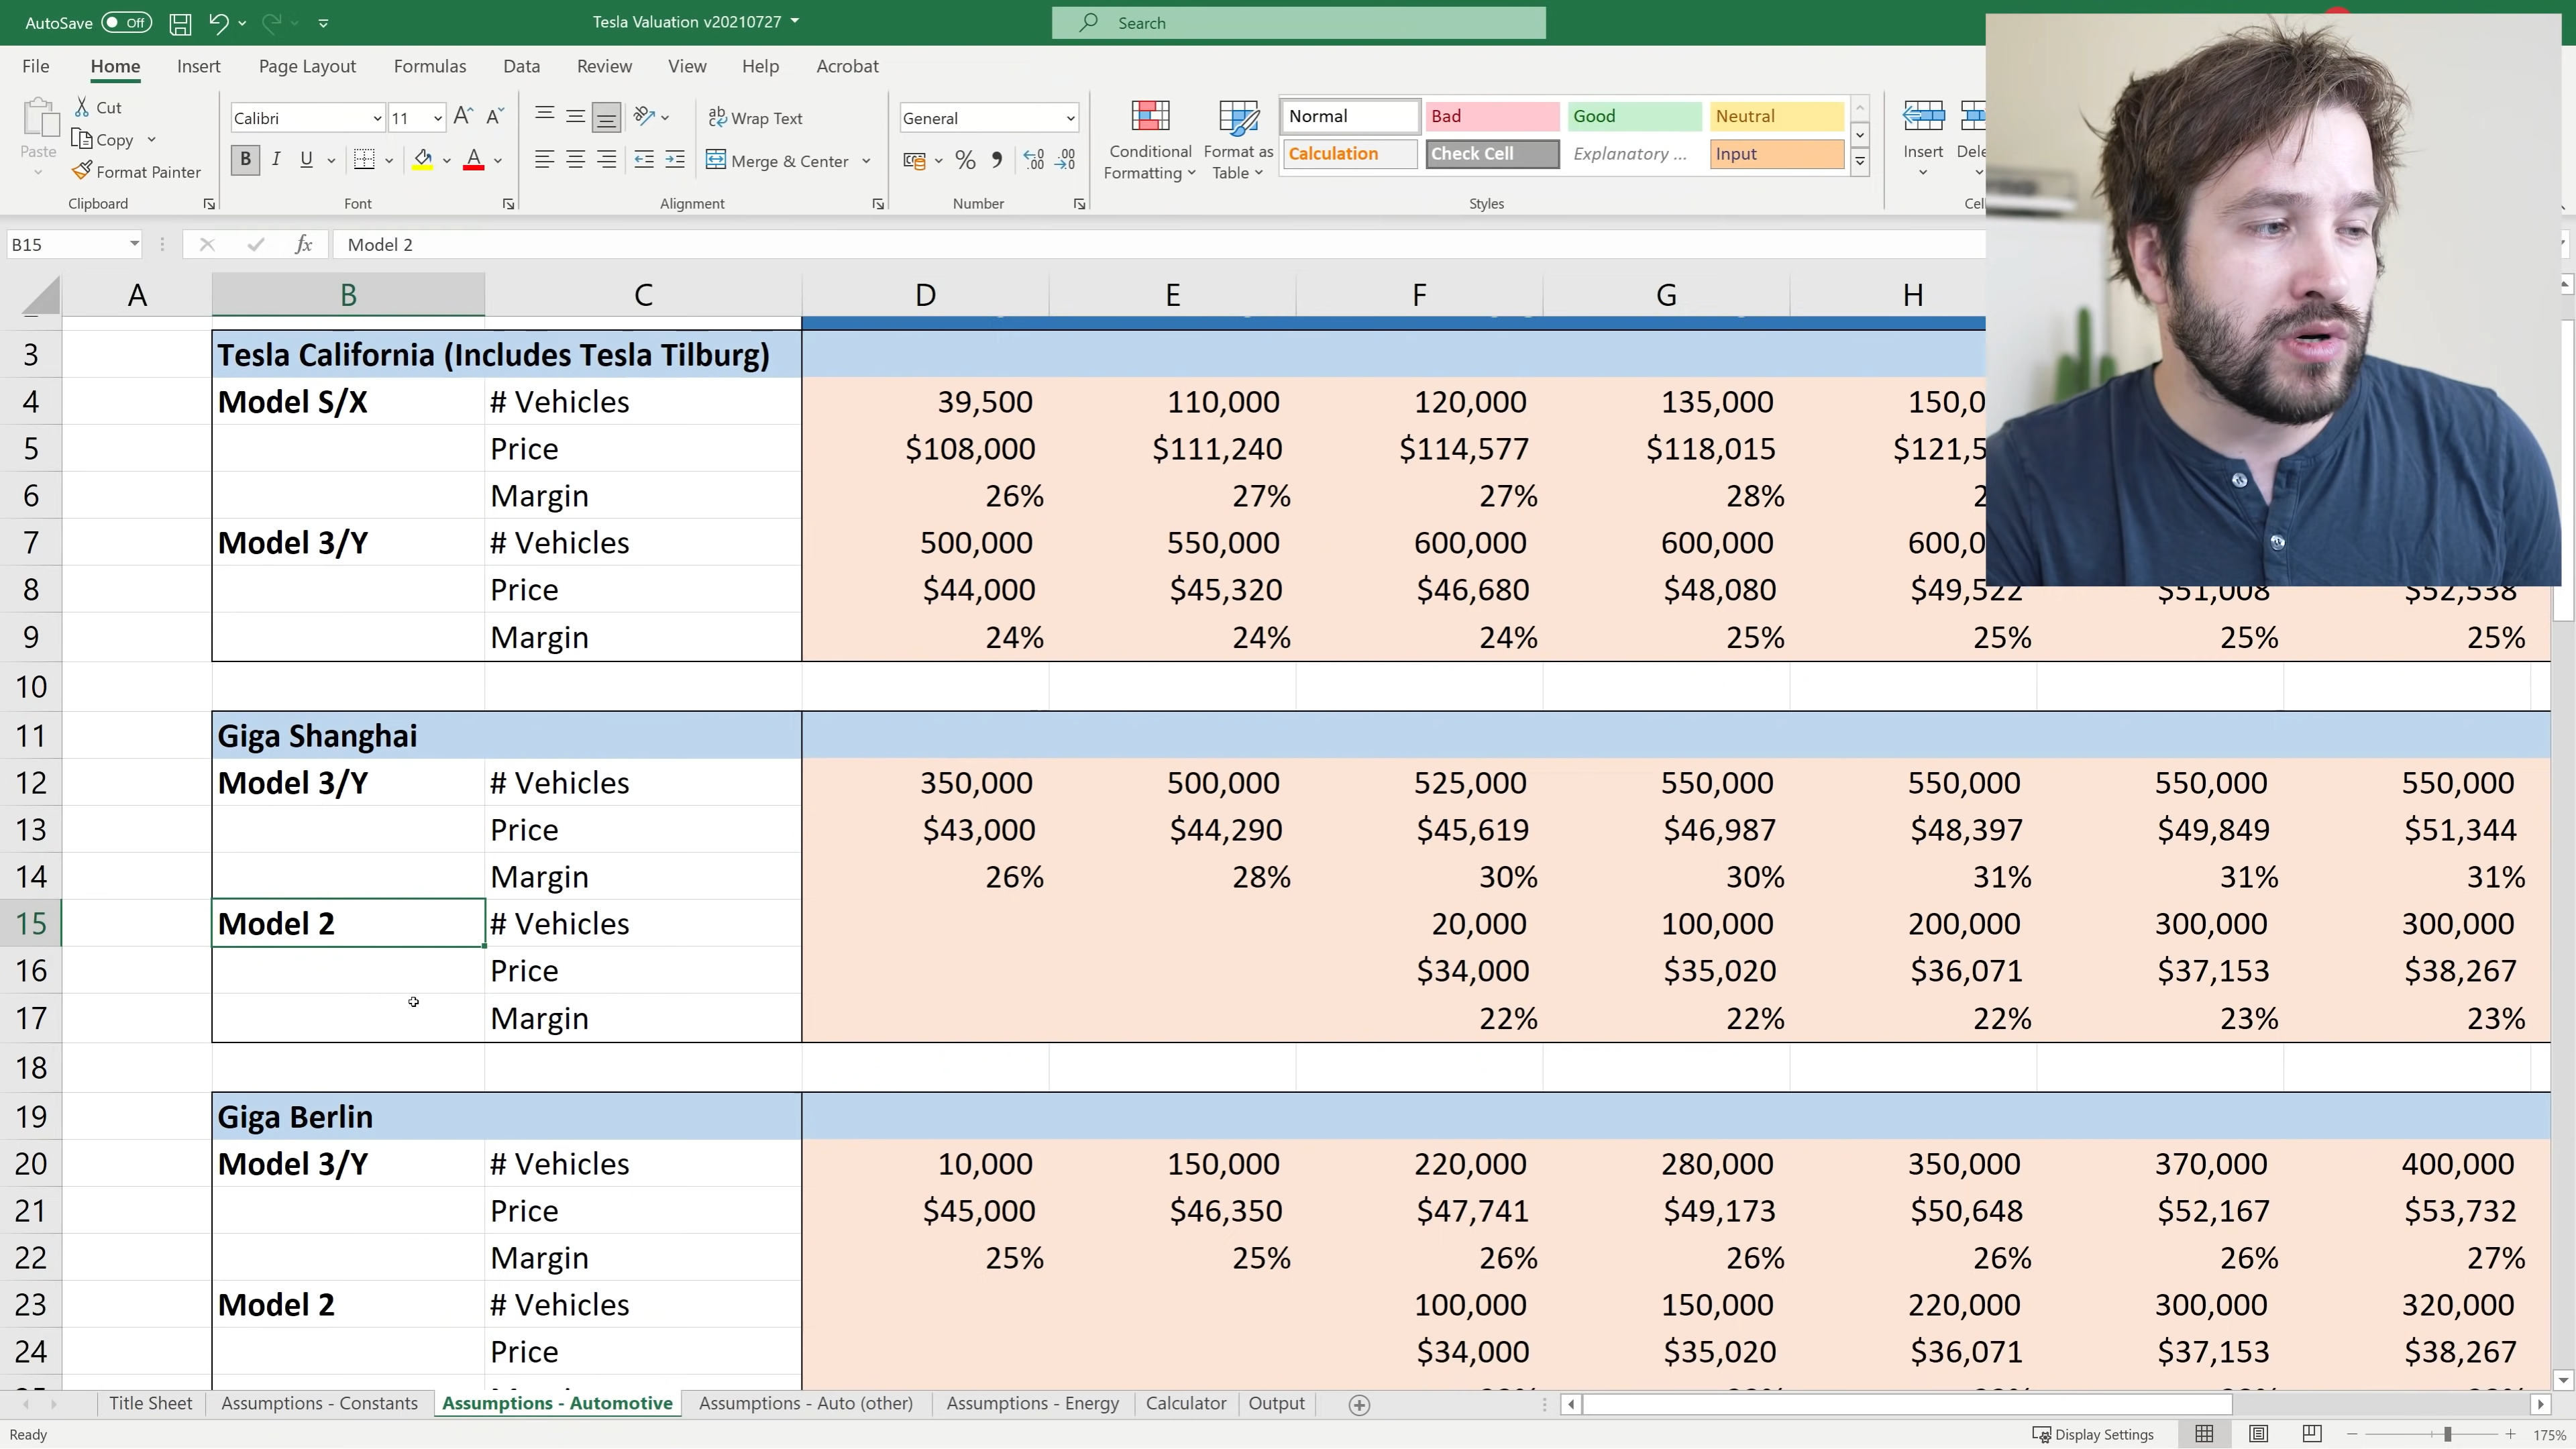 AutoSave Off Tesla Valuation v20210727 Search
File Home Insert Page Layout Formulas Data Review View Help Acrobat
Paste Cut Copy Format Painter Clipboard
Calibri 11 A A B I U A Font
ab Wrap Text Merge & Center Alignment
General % Number
Conditional Formatting Format as Table
Normal Bad Good Neutral
Calculation Check Cell Explanatory ... Input
Styles
Insert
B15 fx Model 2
A B C D E F G H
3 Tesla California (Includes Tesla Tilburg)
4 Model S/X # Vehicles 39,500 110,000 120,000 135,000
5 Price $108,000 $111,240 $114,577 $118,015
6 Margin 26% 27% 27% 28%
7 Model 3/Y # Vehicles 500,000 550,000 600,000 600,000
8 Price $44,000 $45,320 $46,680 $48,080 $49,522 $51,008 $52,538
9 Margin 24% 24% 24% 25% 25% 25% 25%
10
11 Giga Shanghai
12 Model 3/Y # Vehicles 350,000 500,000 525,000 550,000 550,000 550,000 550,000
13 Price $43,000 $44,290 $45,619 $46,987 $48,397 $49,849 $51,344
14 Margin 26% 28% 30% 30% 31% 31% 31%
15 Model 2 # Vehicles 20,000 100,000 200,000 300,000 300,000
16 Price $34,000 $35,020 $36,071 $37,153 $38,267
17 Margin 22% 22% 22% 23% 23%
18
19 Giga Berlin
20 Model 3/Y # Vehicles 10,000 150,000 220,000 280,000 350,000 370,000 400,000
21 Price $45,000 $46,350 $47,741 $49,173 $50,648 $52,167 $53,732
22 Margin 25% 25% 26% 26% 26% 26% 27%
23 Model 2 # Vehicles 100,000 150,000 220,000 300,000 320,000
24 Price $34,000 $35,020 $36,071 $37,153 $38,267
Title Sheet Assumptions - Constants Assumptions - Automotive Assumptions - Auto (other) Assumptions - Energy Calculator Output
Ready Display Settings 175%